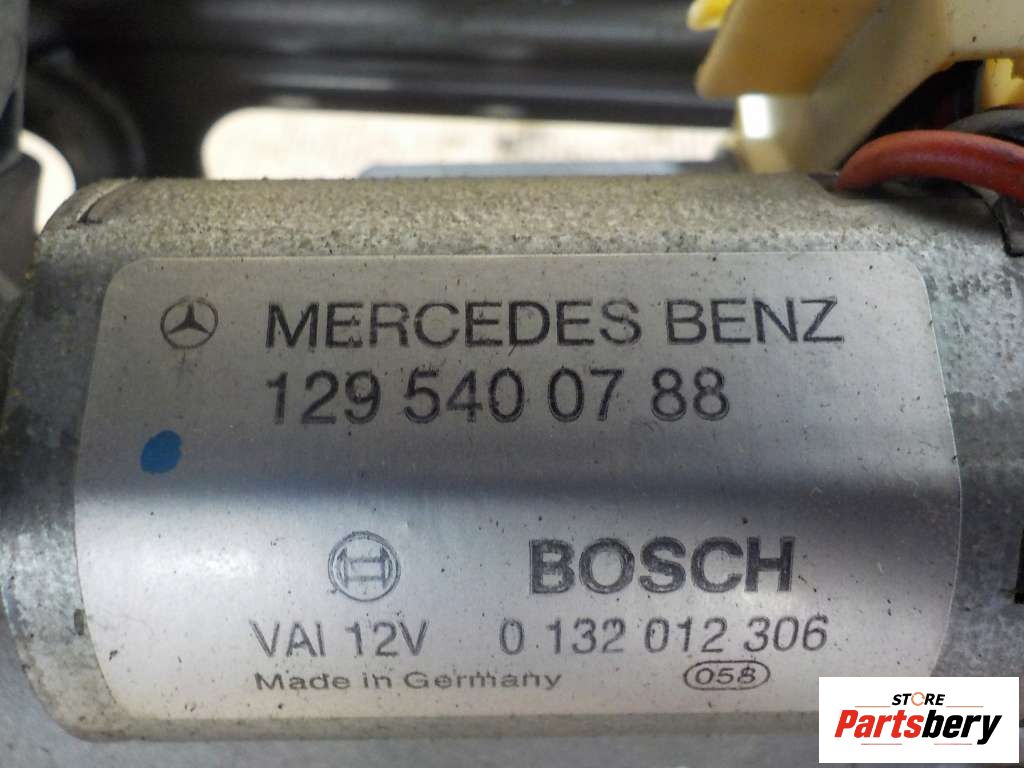 MERCEDES BENZ
129 540 07 88
BOSCH
VAI 12V 0 132 012 306
Made in Germany 058
STORE
Partsbery